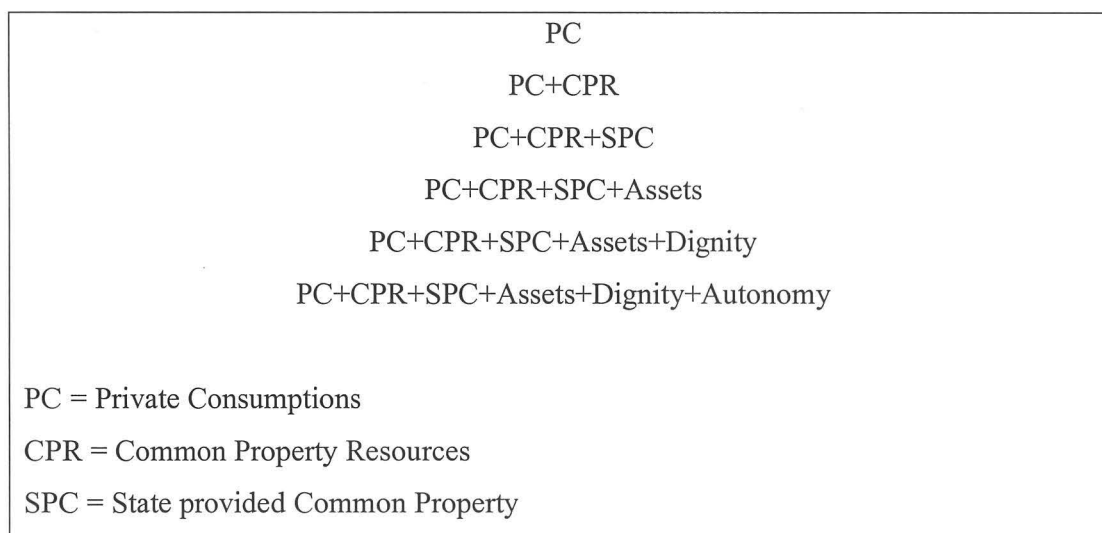 PC
PC+CPR
PC+CPR+SPC
PC+CPR+SPC+Assets
PC+CPR+SPC+Assets+Dignity
PC+CPR+SPC+Assets+Dignity+Autonomy
PC = Private Consumptions
CPR = Common Property Resources
SPC = State provided Common Property